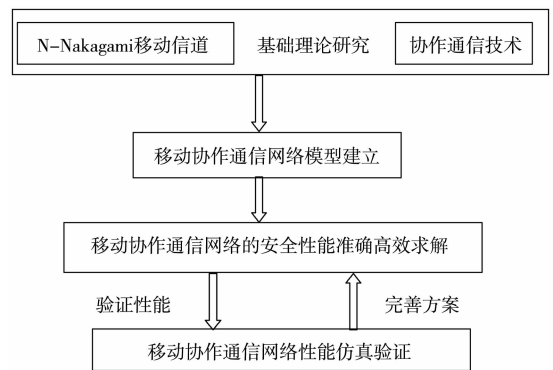 N-Nakagami移动信道 基础理论研究 协作通信技术
移动协作通信网络模型建立
移动协作通信网络的安全性能准确高效求解
验证性能 完善方案
移动协作通信网络性能仿真验证